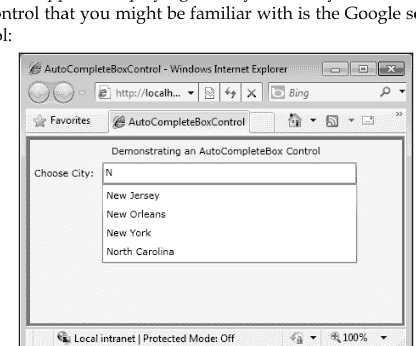 ontrol that you might be familiar with is the Google s
ol:
AutoCompleteBoxControl - Windows Internet Explorer
http://localh...
Bing
Favorites
AutoCompleteBoxControl
Demonstrating an AutoCompleteBox Control
Choose City:
N
New Jersey
New Orleans
New York
North Carolina
Local intranet | Protected Mode: Off
100%